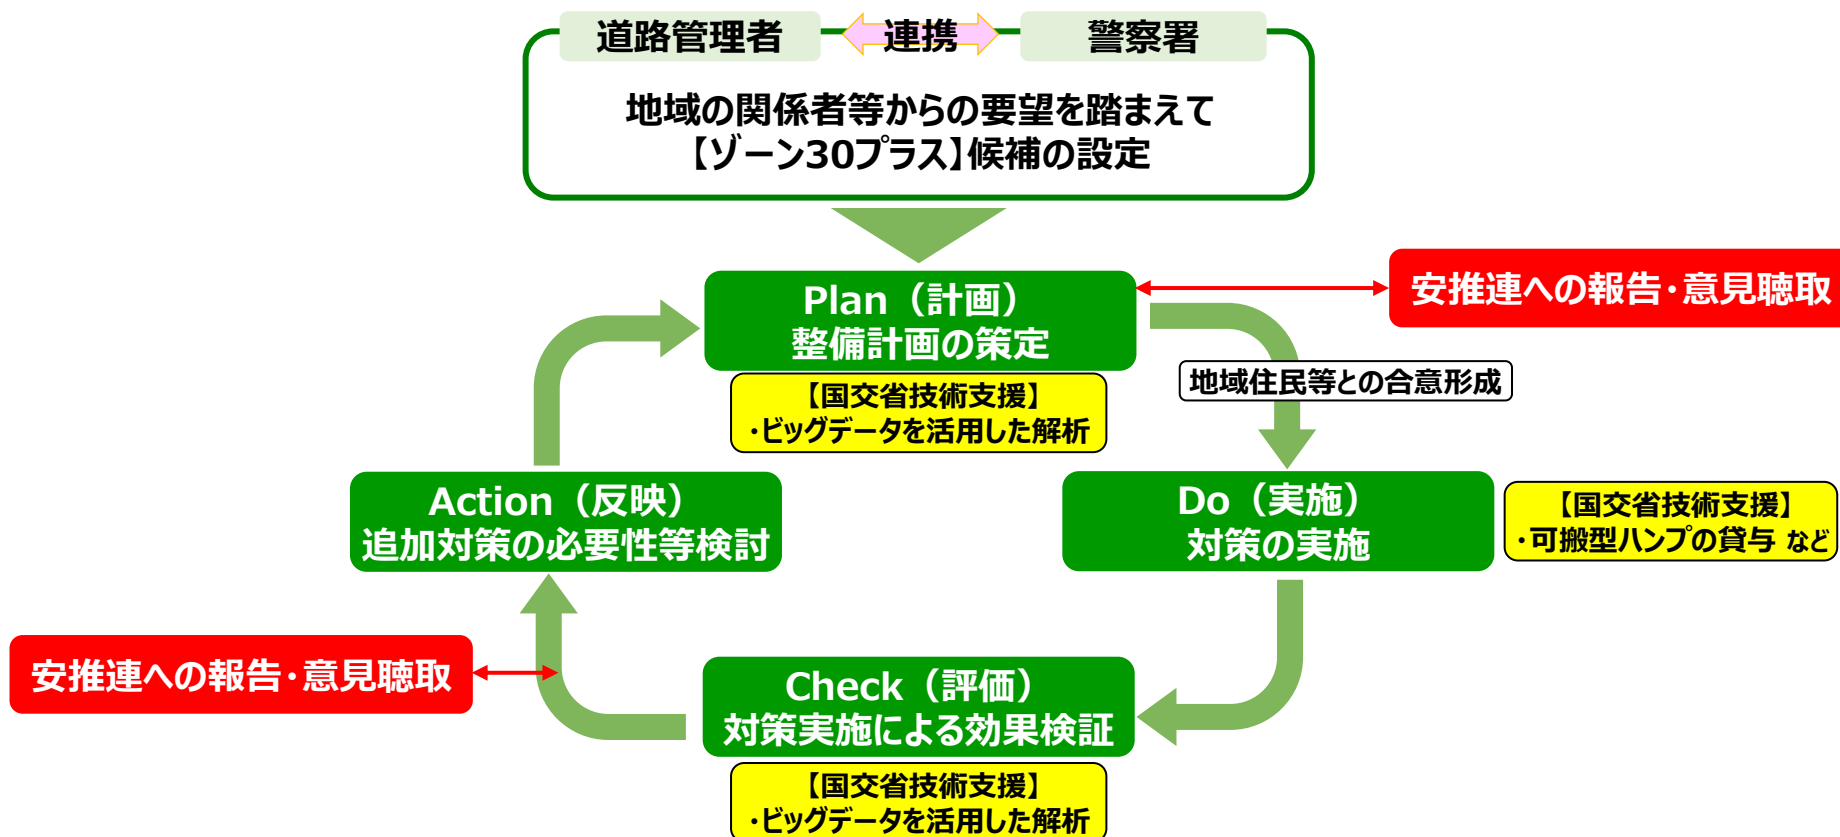 道路管理者
連携
警察署
地域の関係者等からの要望を踏まえて
【ゾーン30プラス】候補の設定
Plan（計画）
整備計画の策定
安推連への報告・意見聴取
【国交省技術支援】
・ビッグデータを活用した解析
地域住民等との合意形成
Action（反映）
追加対策の必要性等検討
Do（実施）
対策の実施
【国交省技術支援】
・可搬型ハンプの貸与 など
安推連への報告・意見聴取
Check（評価）
対策実施による効果検証
【国交省技術支援】
・ビッグデータを活用した解析